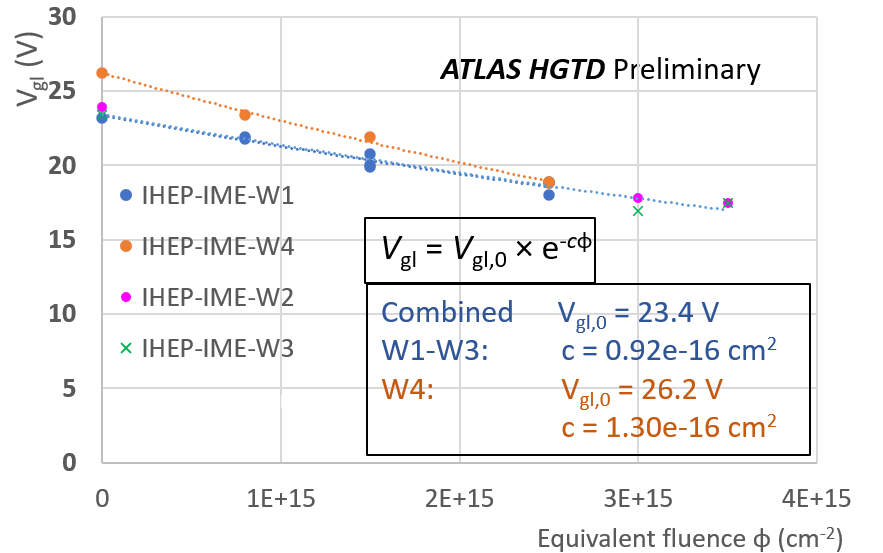 30
V_gl (V)
ATLAS HGTD Preliminary
25
20
IHEP-IME-W1
IHEP-IME-W4
15
V_gl = V_gl,0 × e^-cϕ
IHEP-IME-W2
10
Combined V_gl,0 = 23.4 V
IHEP-IME-W3
W1-W3: c = 0.92e-16 cm²
5
W4: V_gl,0 = 26.2 V
c = 1.30e-16 cm²
0
0 1E+15 2E+15 3E+15 4E+15
Equivalent fluence ϕ (cm⁻²)